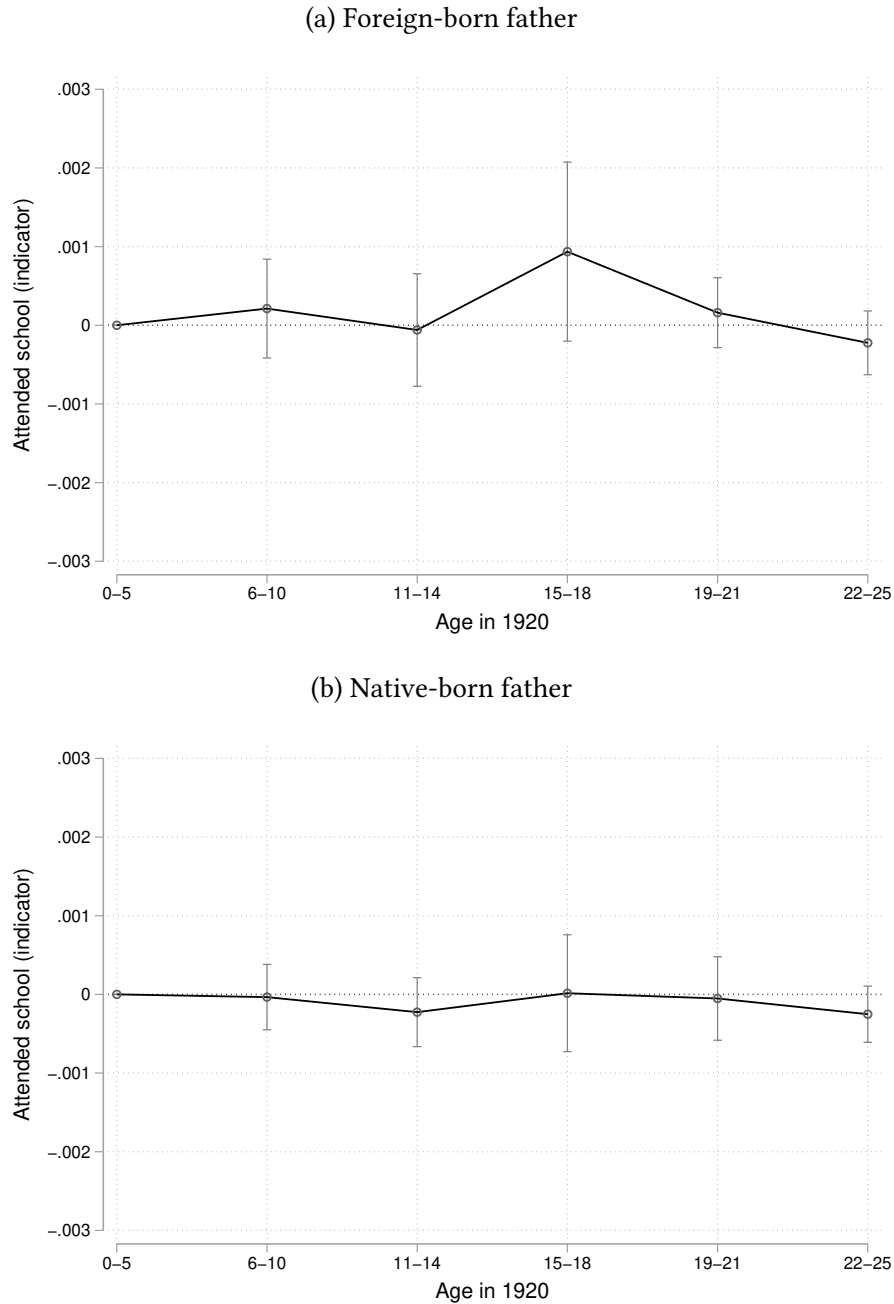 (a) Foreign-born father
.003
.002
.001
0
−.001
−.002
−.003
Attended school (indicator)
0−5 6−10 11−14 15−18 19−21 22−25
Age in 1920
(b) Native-born father
.003
.002
.001
0
−.001
−.002
−.003
Attended school (indicator)
0−5 6−10 11−14 15−18 19−21 22−25
Age in 1920